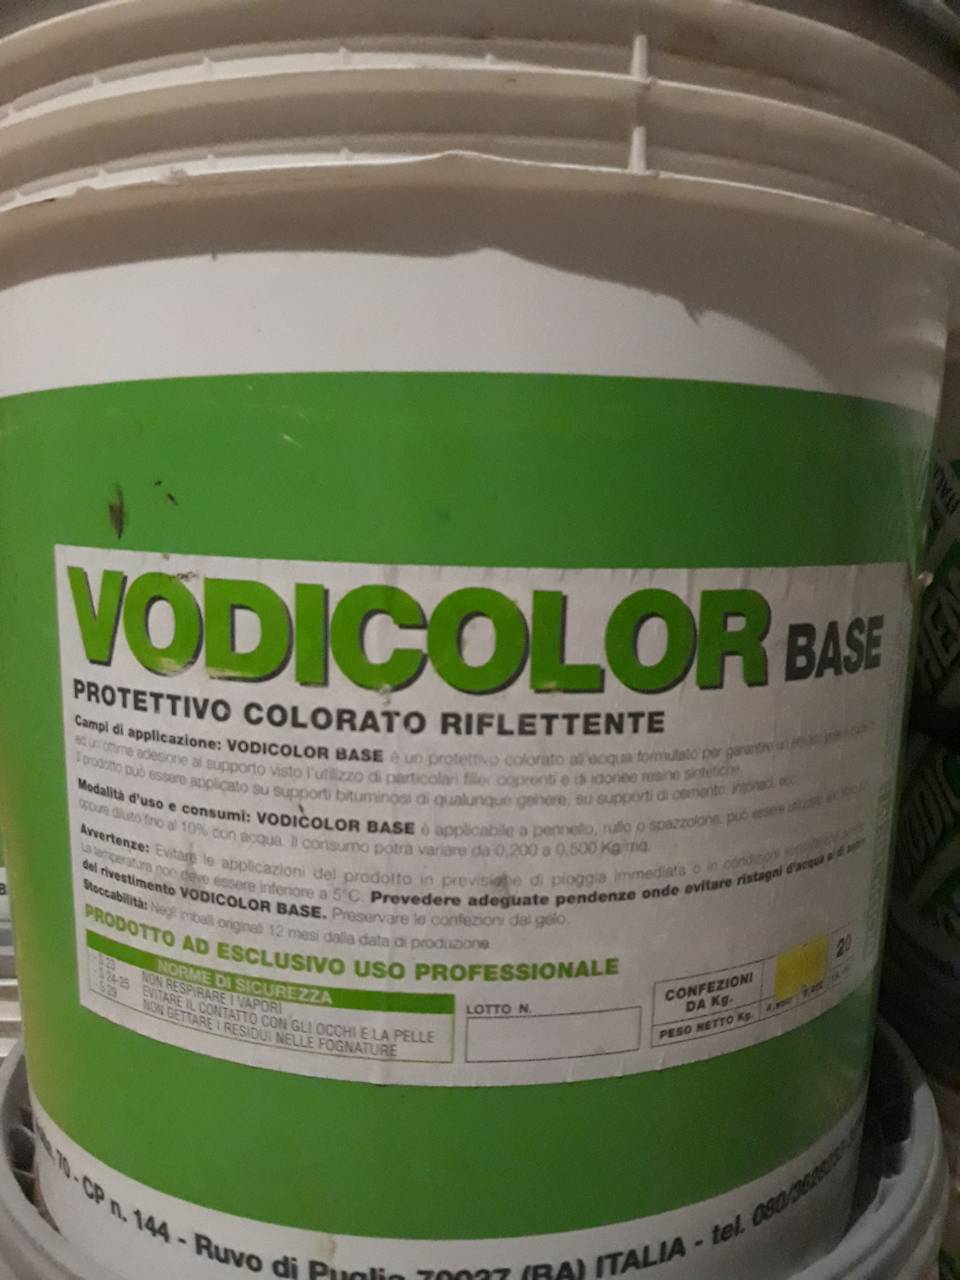 VODICOLOR BASE
PROTETTIVO COLORATO RIFLETTENTE
Campi di applicazione: VODICOLOR BASE è un protettivo colorato all'acqua formulato per garantire un
ed un'ottima adesione al supporto visto l'utilizzo di particolari filler coprenti e di idonee resine sintetiche.
Il prodotto può essere applicato su supporti bituminosi di qualunque genere, su supporti di cemento, intonaci, ecc.
Modalità d'uso e consumi: VODICOLOR BASE è applicabile a pennello, rullo o spazzolone, può essere utilizzato
oppure diluito fino al 10% con acqua. Il consumo potrà variare da 0,200 a 0,500 Kg/mq.
Avvertenze: Evitare le applicazioni del prodotto in previsione di pioggia immediata o in condizioni
La temperatura non deve essere inferiore a 5°C. Prevedere adeguate pendenze onde evitare ristagni d'acqua
del rivestimento VODICOLOR BASE. Preservare le confezioni dal gelo.
Stoccabilità: Negli imballi originali 12 mesi dalla data di produzione.
PRODOTTO AD ESCLUSIVO USO PROFESSIONALE
NORME DI SICUREZZA
- S 23 NON RESPIRARE I VAPORI
- S 24-25 EVITARE IL CONTATTO CON GLI OCCHI E LA PELLE
- S 29 NON GETTARE I RESIDUI NELLE FOGNATURE
LOTTO N.
CONFEZIONI DA Kg. 20
PESO NETTO Kg.
70 - CP n. 144 - Ruvo di Puglia 70037 (BA) ITALIA - tel.